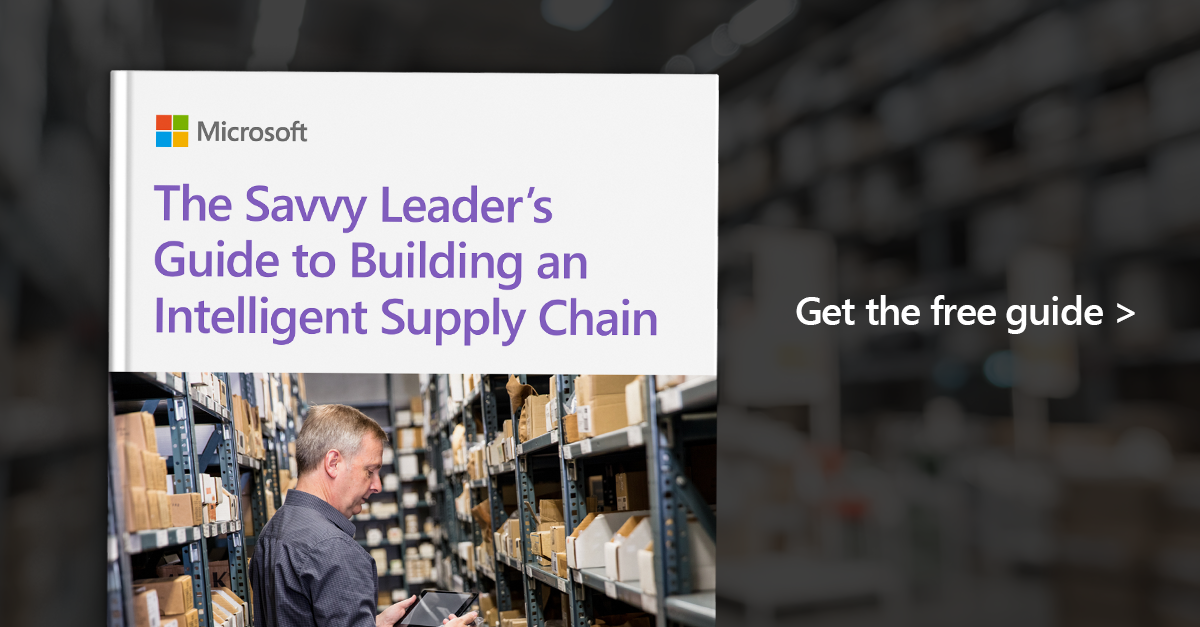 Microsoft
The Savvy Leader's
Guide to Building an
Intelligent Supply Chain
Get the free guide >
K